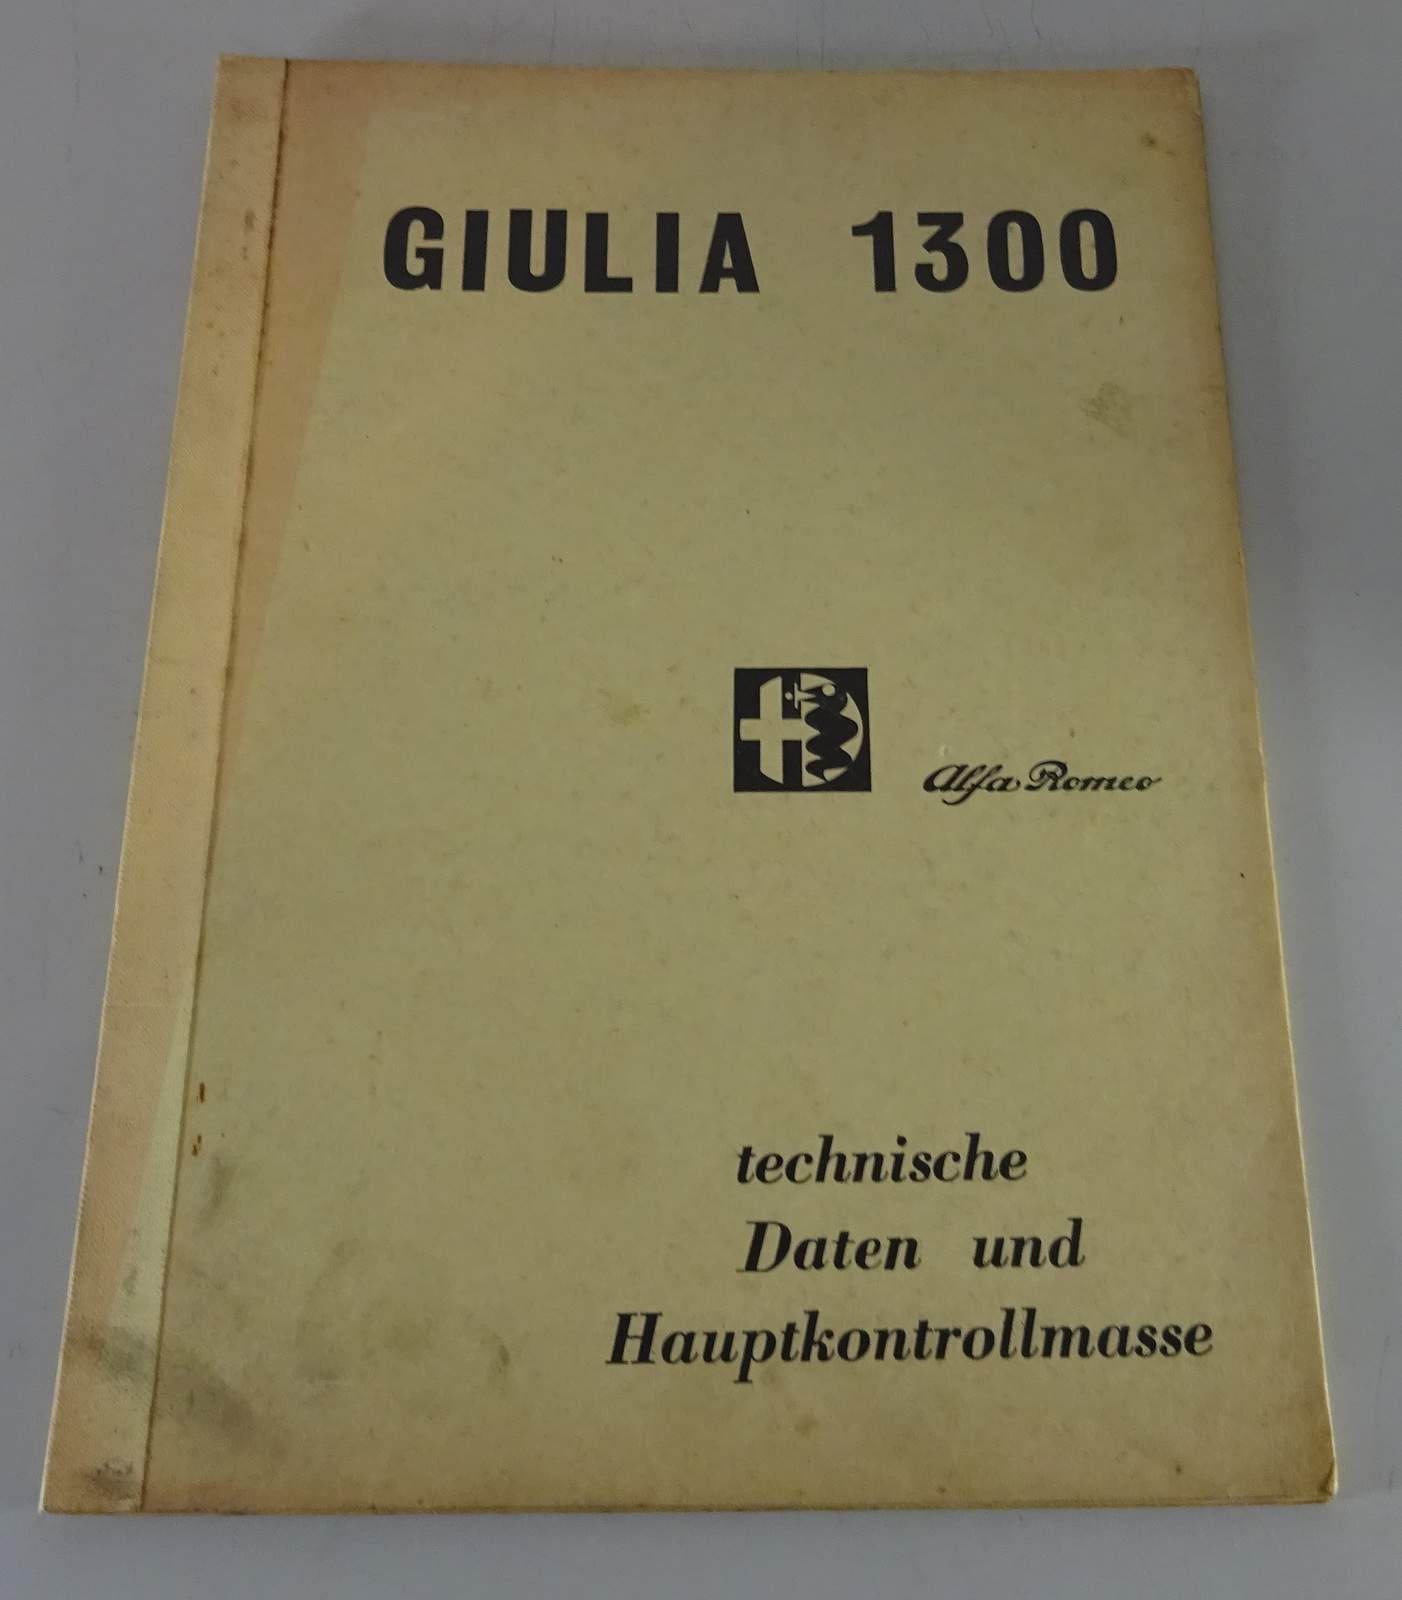 GIULIA 1300
Alfa Romeo
technische
Daten und
Hauptkontrollmasse